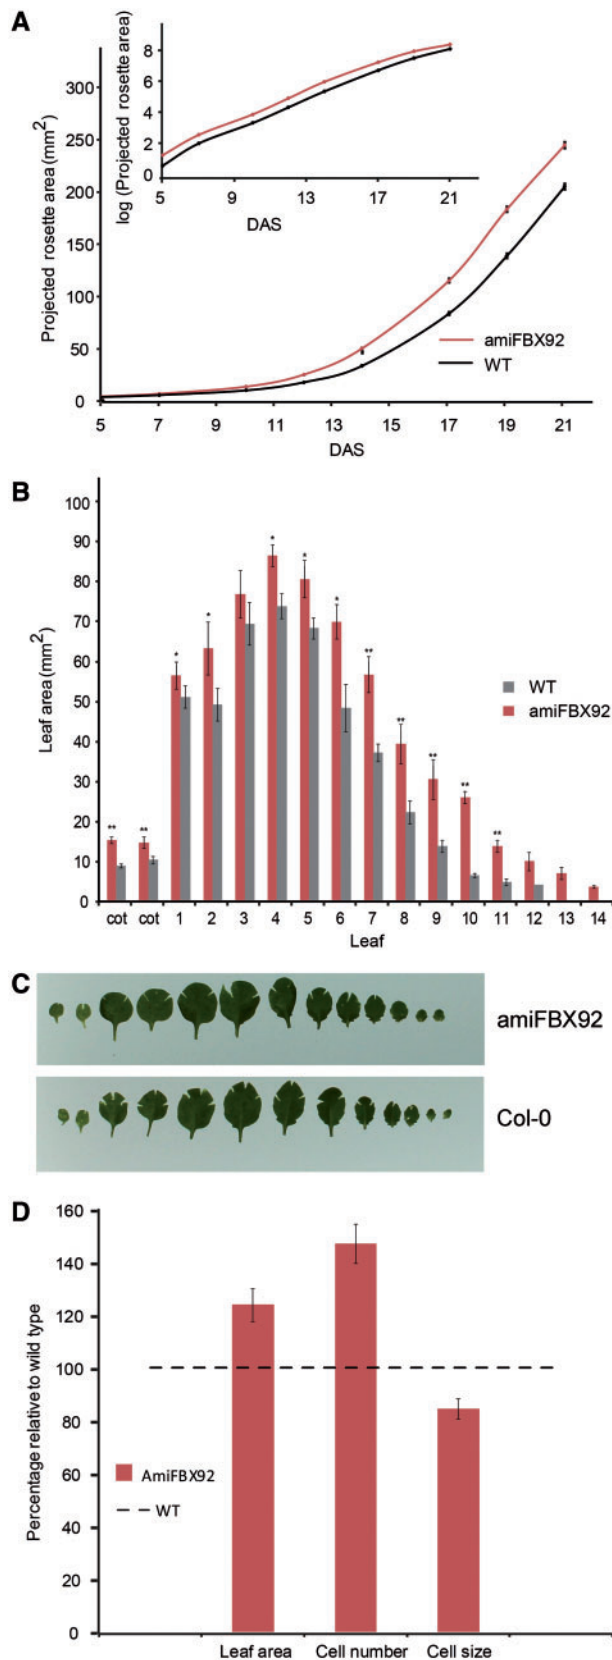 A
log (Projected rosette area)
8
6
4
2
0
5 9 13 17 21
DAS
Projected rosette area (mm2)
300
250
200
150
100
50
0
amiFBX92
WT
5 7 9 11 13 15 17 19 21
DAS
B
Leaf area (mm2)
100
90
80
70
60
50
40
30
20
10
0
** ** * * * * * ** ** ** ** **
WT
amiFBX92
cot cot 1 2 3 4 5 6 7 8 9 10 11 12 13 14
Leaf
C
amiFBX92
Col-0
D
Percentage relative to wild type
160
140
120
100
80
60
40
20
0
AmiFBX92
WT
Leaf area Cell number Cell size